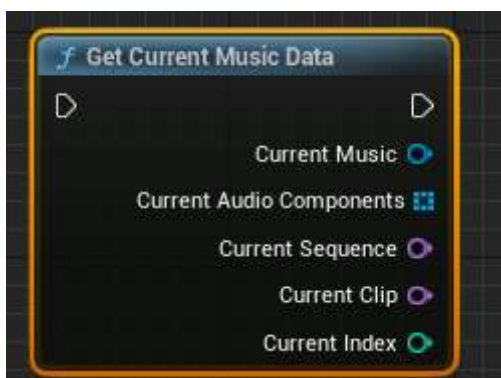 f Get Current Music Data
Current Music
Current Audio Components
Current Sequence
Current Clip
Current Index